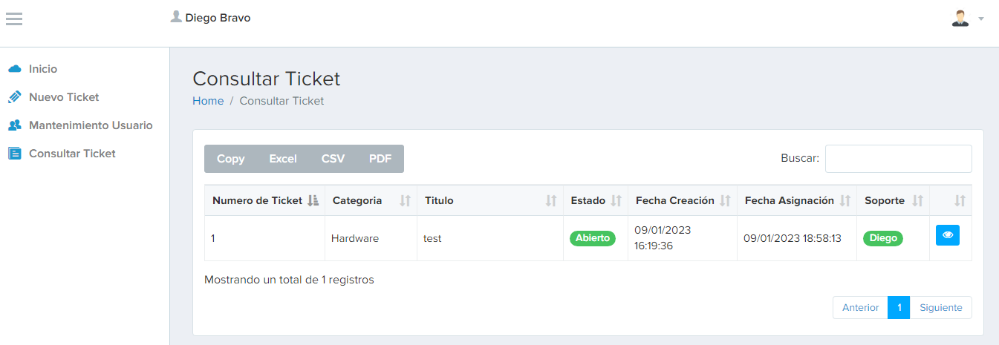 Diego Bravo
Inicio
Nuevo Ticket
Mantenimiento Usuario
Consultar Ticket
Consultar Ticket
Home / Consultar Ticket
Copy Excel CSV PDF
Buscar:
Numero de Ticket Categoria Titulo Estado Fecha Creación Fecha Asignación Soporte
1 Hardware test Abierto 09/01/2023 16:19:36 09/01/2023 18:58:13 Diego
Mostrando un total de 1 registros
Anterior 1 Siguiente